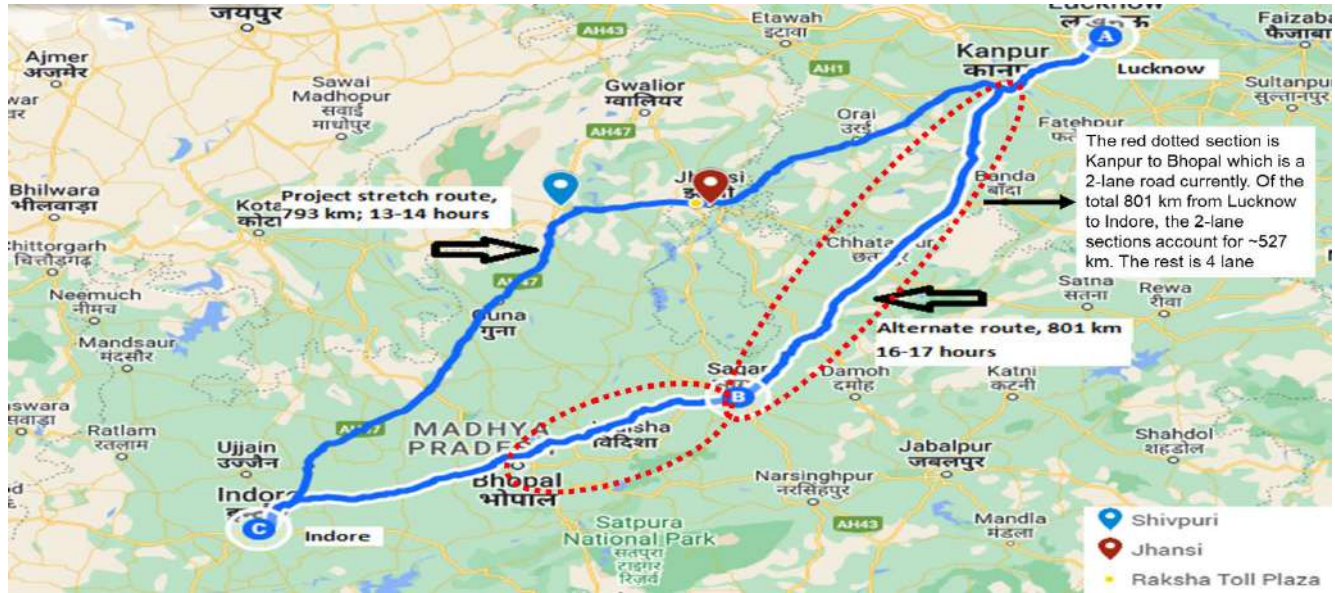 जयपुर
Lucknow
Etawah
इटावा
Faizaba
फैजाबा
Ajmer
अजमेर
AH43
Kanpur
A
Lucknow
Sawai
Madhopur
सवाई
माधोपुर
Gwalior
ग्वालियर
AH1
Sultanpur
सुल्तानपुर
AH47
Orai
उरई
Fatehpur
The red dotted section is
Kanpur to Bhopal which is a
2-lane road currently. Of the
total 801 km from Lucknow
to Indore, the 2-lane
sections account for ~527
km. The rest is 4 lane
Bhilwara
भीलवाड़ा
Kota
कोटा
Project stretch route,
793 km; 13-14 hours
Banda
बाँदा
Chittorgarh
चित्तौड़गढ़
Neemuch
नीमच
Satna
सतना
Rewa
रीवा
Guna
गुना
Mandsaur
मंदसौर
Alternate route, 801 km
16-17 hours
Sagar
B
Damoh
दमोह
Katni
कटनी
swara
सवाड़ा
Ratlam
रतलाम
MADHYA
PRADESH
विदिशा
Ujjain
उज्जैन
Jabalpur
जबलपुर
Shahdol
शहडोल
Indore
C
Indore
Bhopal
भोपाल
Narsinghpur
नरसिंहपुर
Satpura
National Park
सतपुरा
टाइगर
रिज़र्व
AH43
Mandla
मंडला
Shivpuri
Jhansi
Raksha Toll Plaza